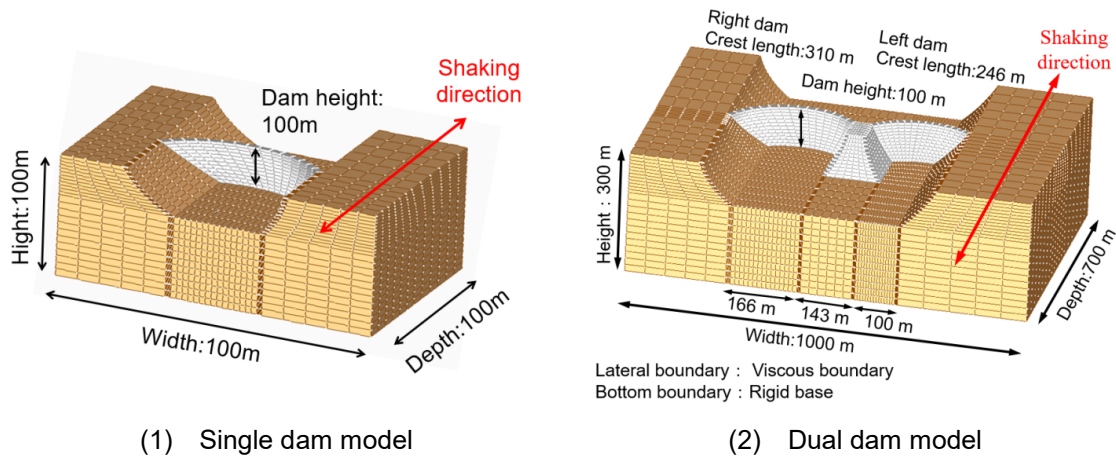 Shaking
direction
Dam height:
100m
Hight:100m
Width:100m
Depth:100m
(1) Single dam model
Right dam
Crest length:310 m
Left dam
Crest length:246 m
Dam height:100 m
Shaking
direction
Height : 300 m
166 m
143 m
100 m
Width:1000 m
Depth:700 m
Lateral boundary : Viscous boundary
Bottom boundary : Rigid base
(2) Dual dam model